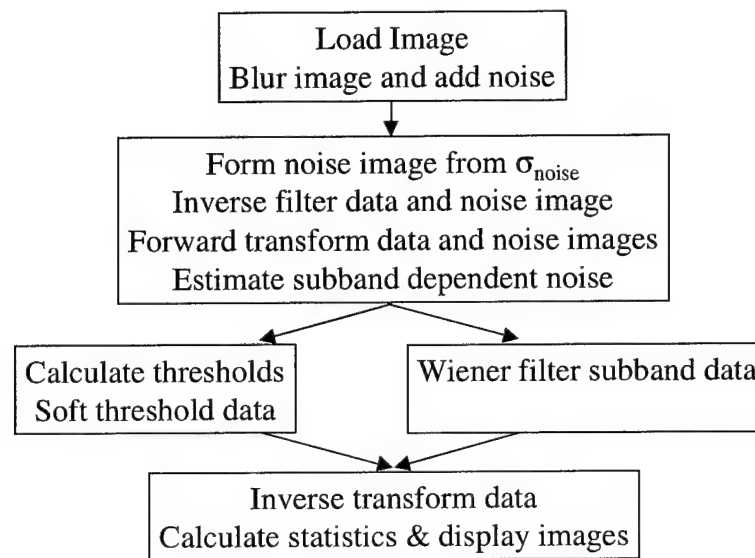 Load Image
Blur image and add noise
Form noise image from σnoise
Inverse filter data and noise image
Forward transform data and noise images
Estimate subband dependent noise
Calculate thresholds
Soft threshold data
Wiener filter subband data
Inverse transform data
Calculate statistics & display images